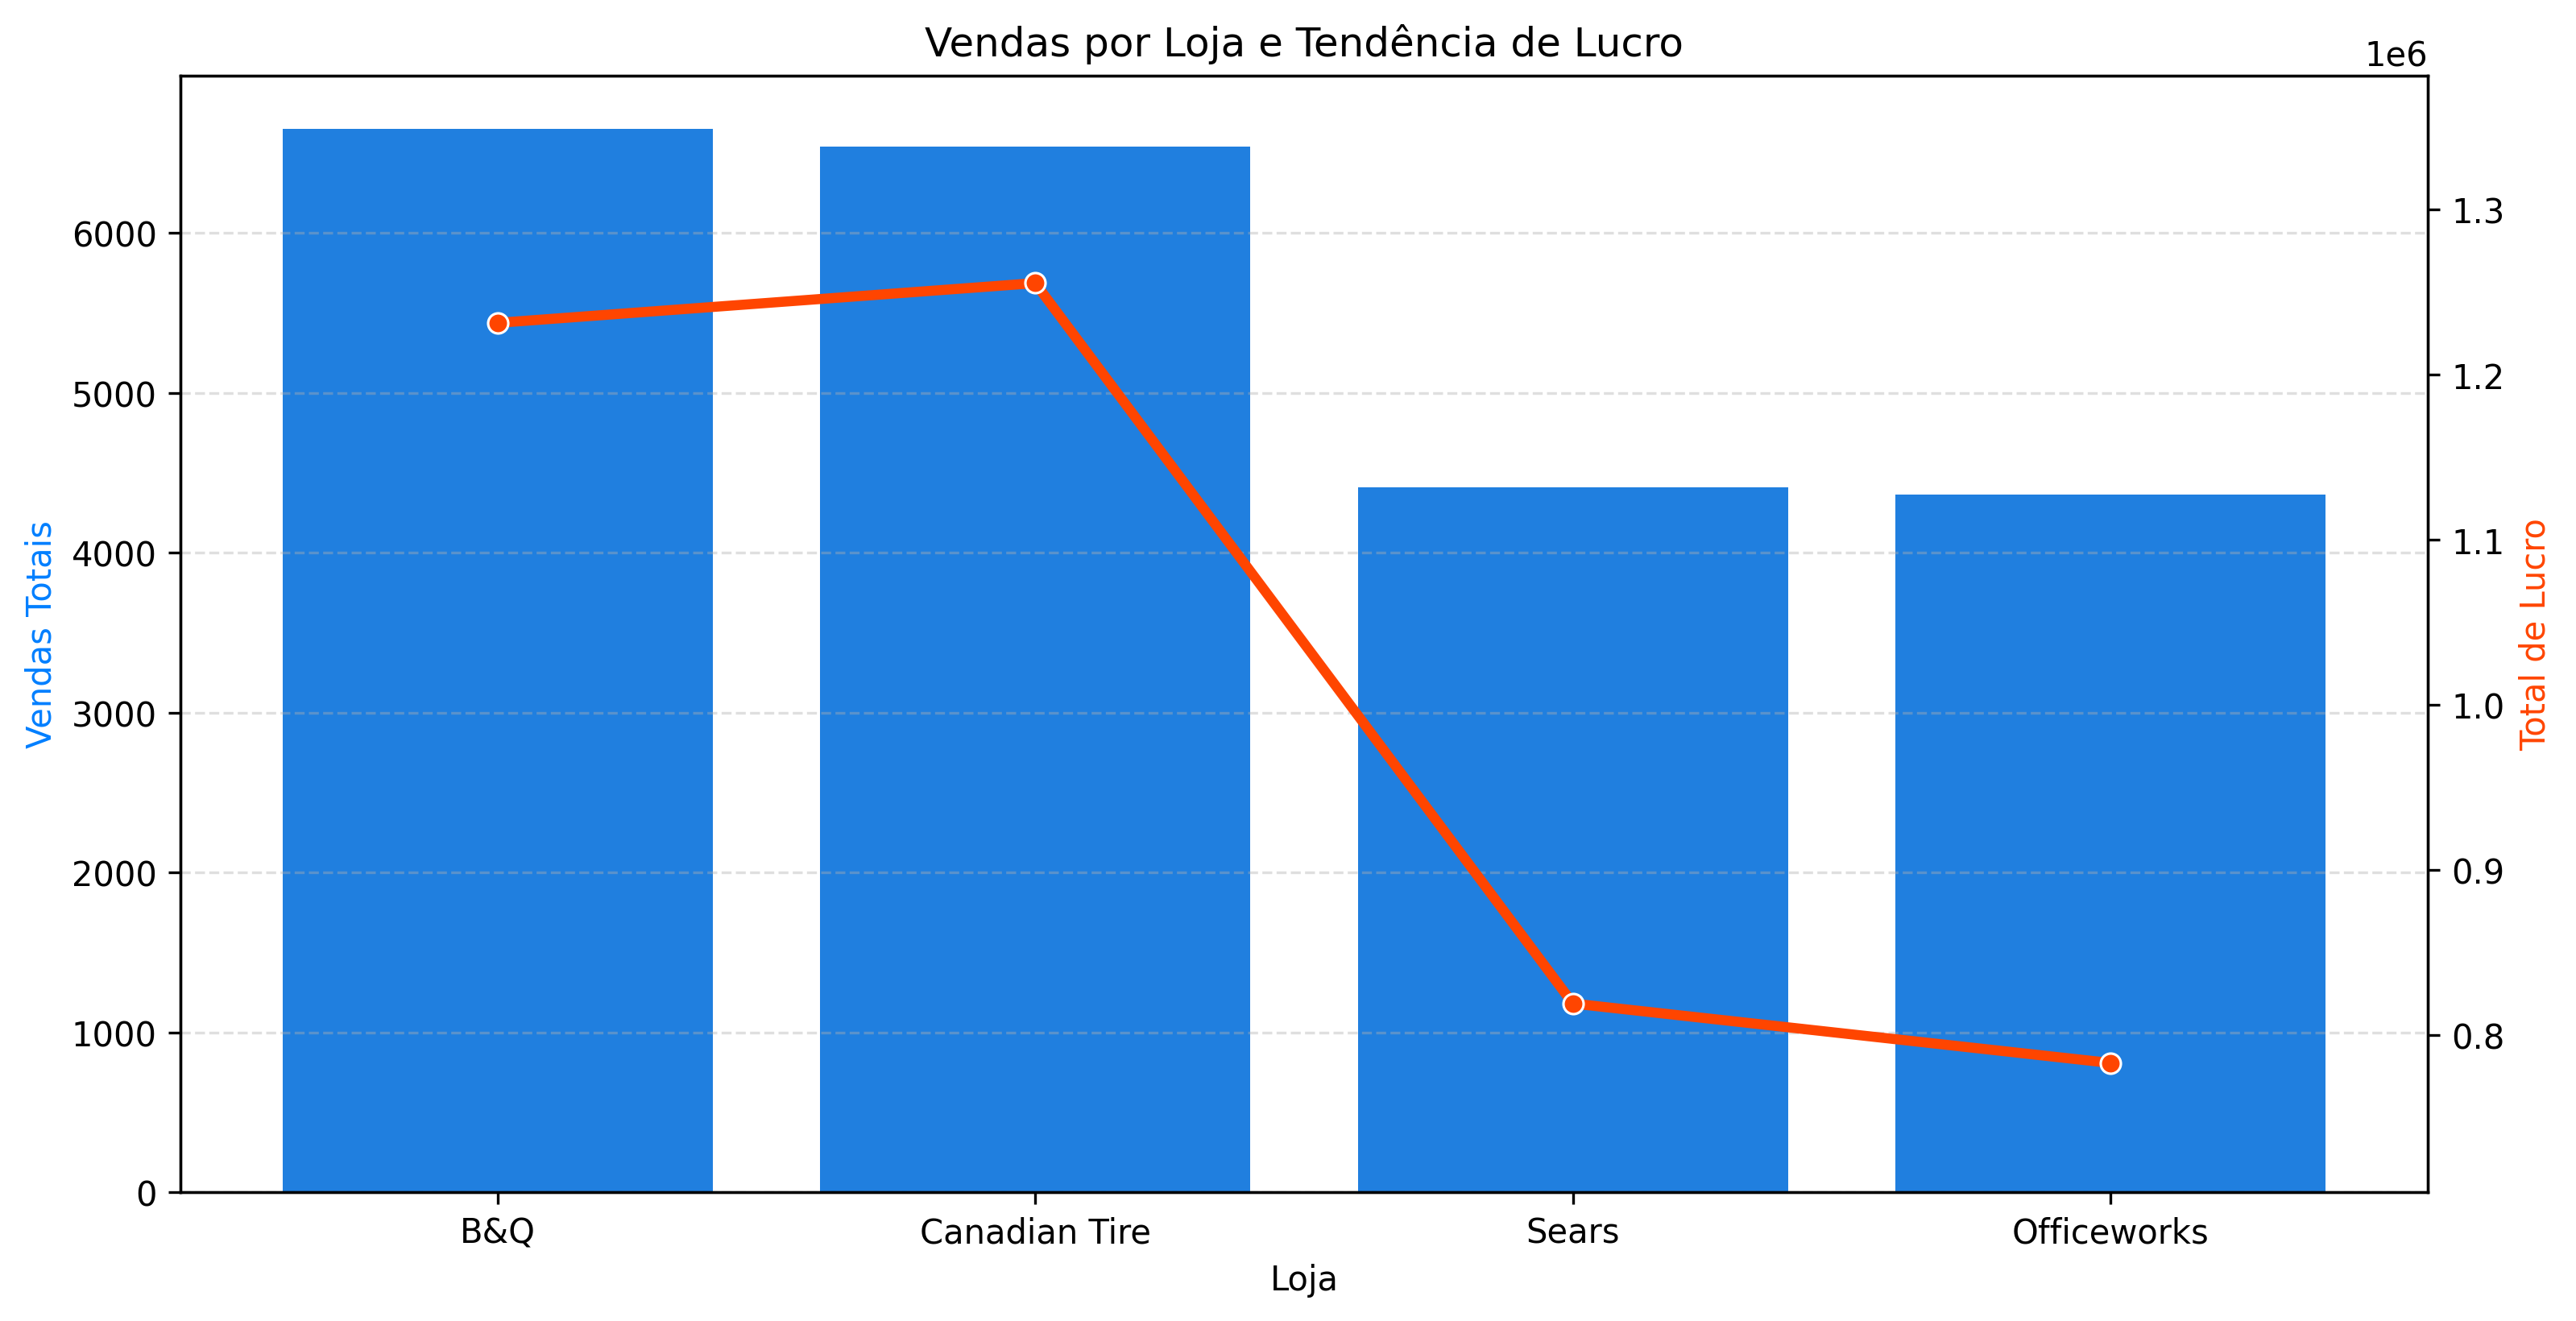 Vendas por Loja e Tendência de Lucro
1e6
Vendas Totais
6000
5000
4000
3000
2000
1000
0
1.3
1.2
1.1
1.0
0.9
0.8
Total de Lucro
B&Q
Canadian Tire
Sears
Officeworks
Loja